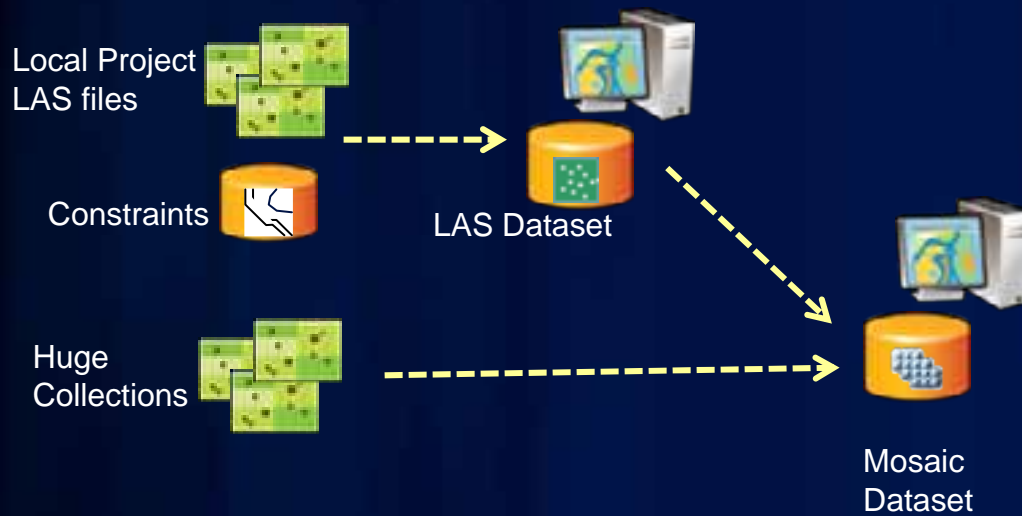 Local Project
LAS files
Constraints
LAS Dataset
Huge
Collections
Mosaic
Dataset